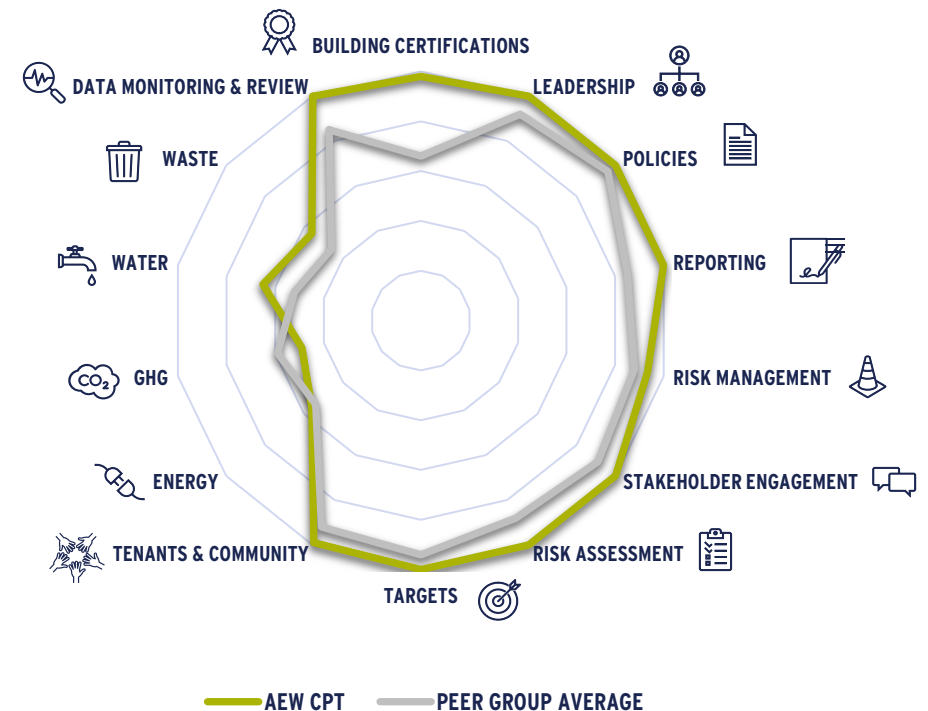 BUILDING CERTIFICATIONS
DATA MONITORING & REVIEW
LEADERSHIP
WASTE
POLICIES
WATER
REPORTING
CO2
GHG
RISK MANAGEMENT
ENERGY
STAKEHOLDER ENGAGEMENT
TENANTS & COMMUNITY
RISK ASSESSMENT
TARGETS
AEW CPT
PEER GROUP AVERAGE